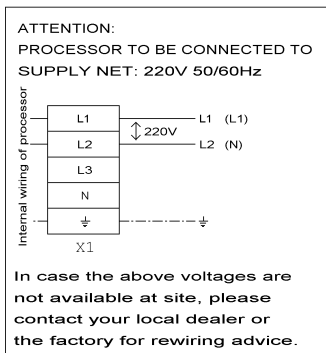 ATTENTION:
PROCESSOR TO BE CONNECTED TO
SUPPLY NET: 220V 50/60Hz
Internal wiring of processor
L1 L1 (L1)
220V
L2 L2 (N)
L3
N
X1
In case the above voltages are
not available at site, please
contact your local dealer or
the factory for rewiring advice.